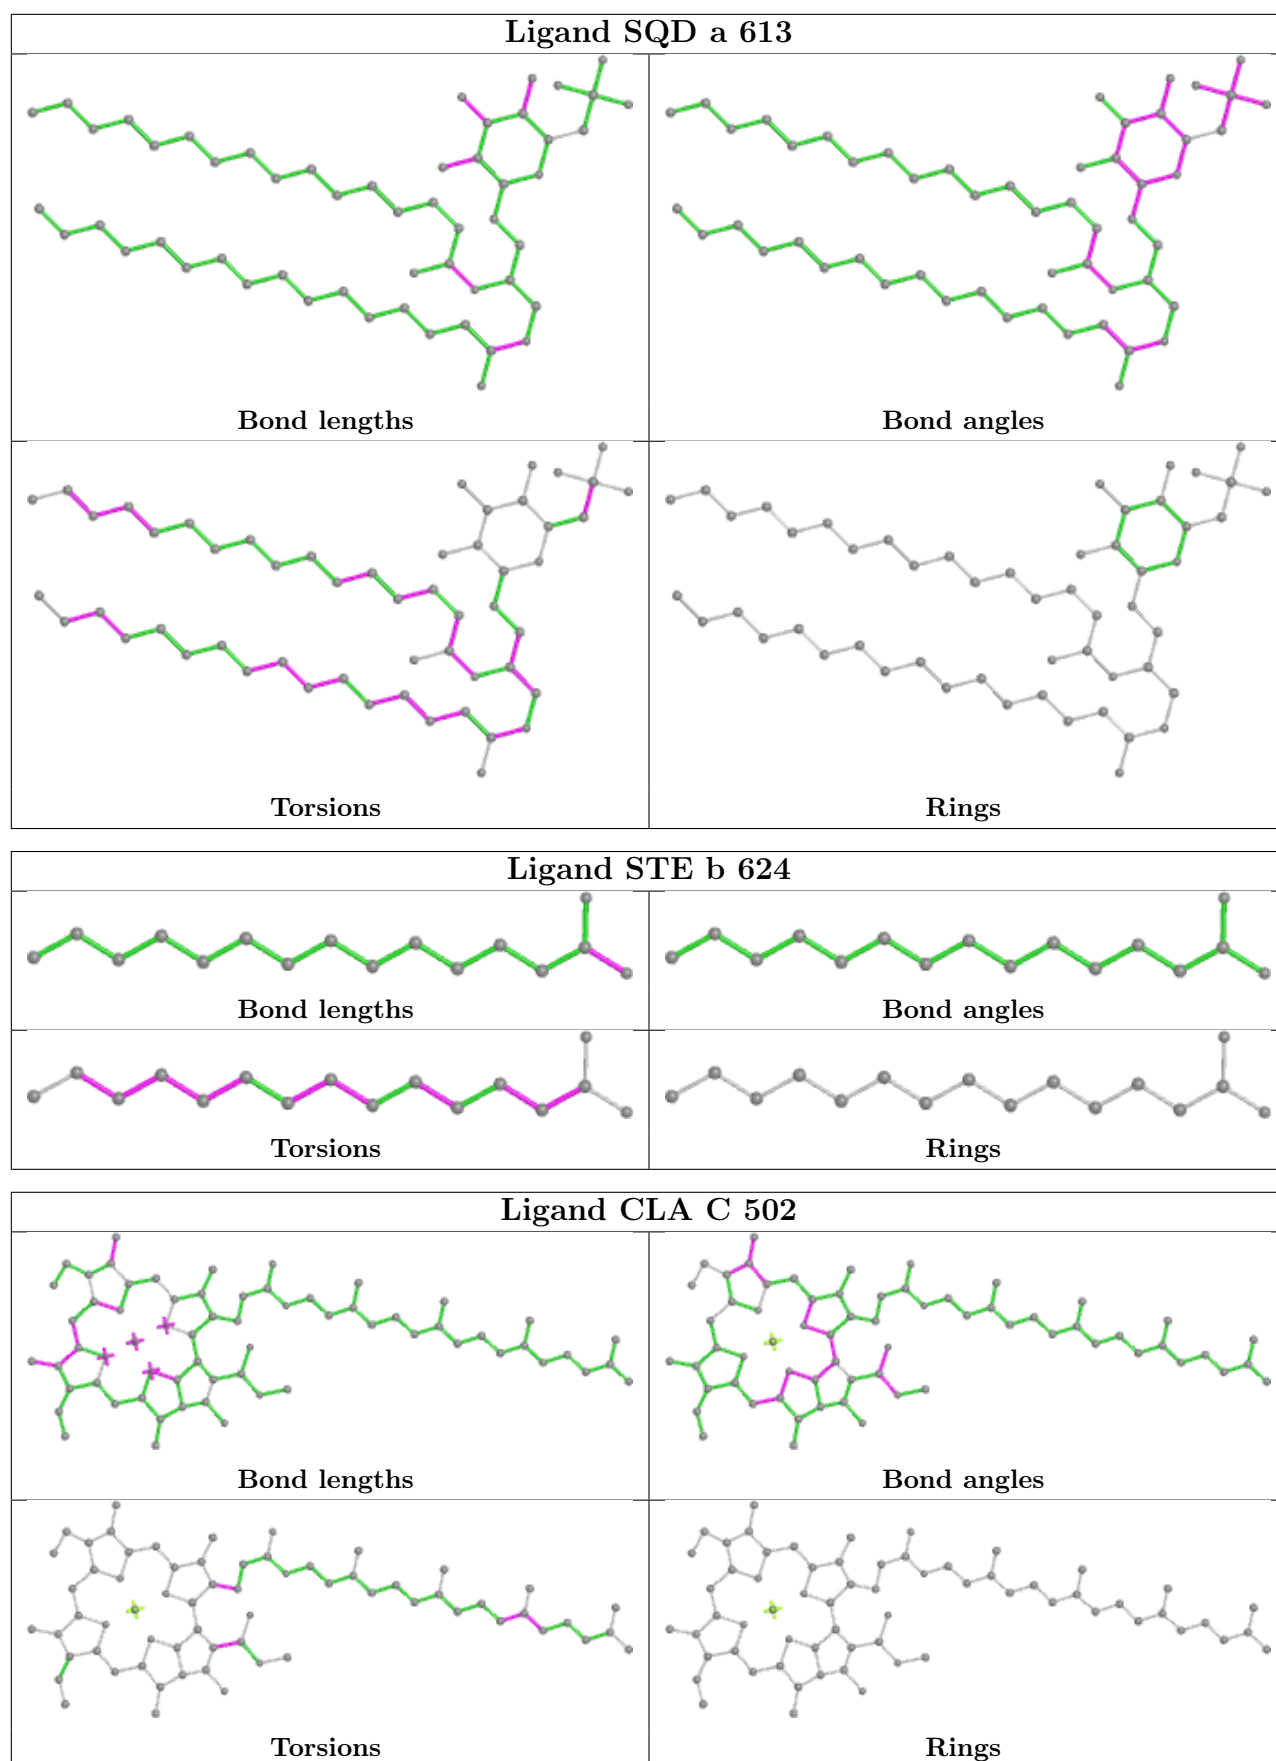 Ligand SQD a 613
Bond lengths
Bond angles
Torsions
Rings
Ligand STE b 624
Bond lengths
Bond angles
Torsions
Rings
Ligand CLA C 502
Bond lengths
Bond angles
Torsions
Rings